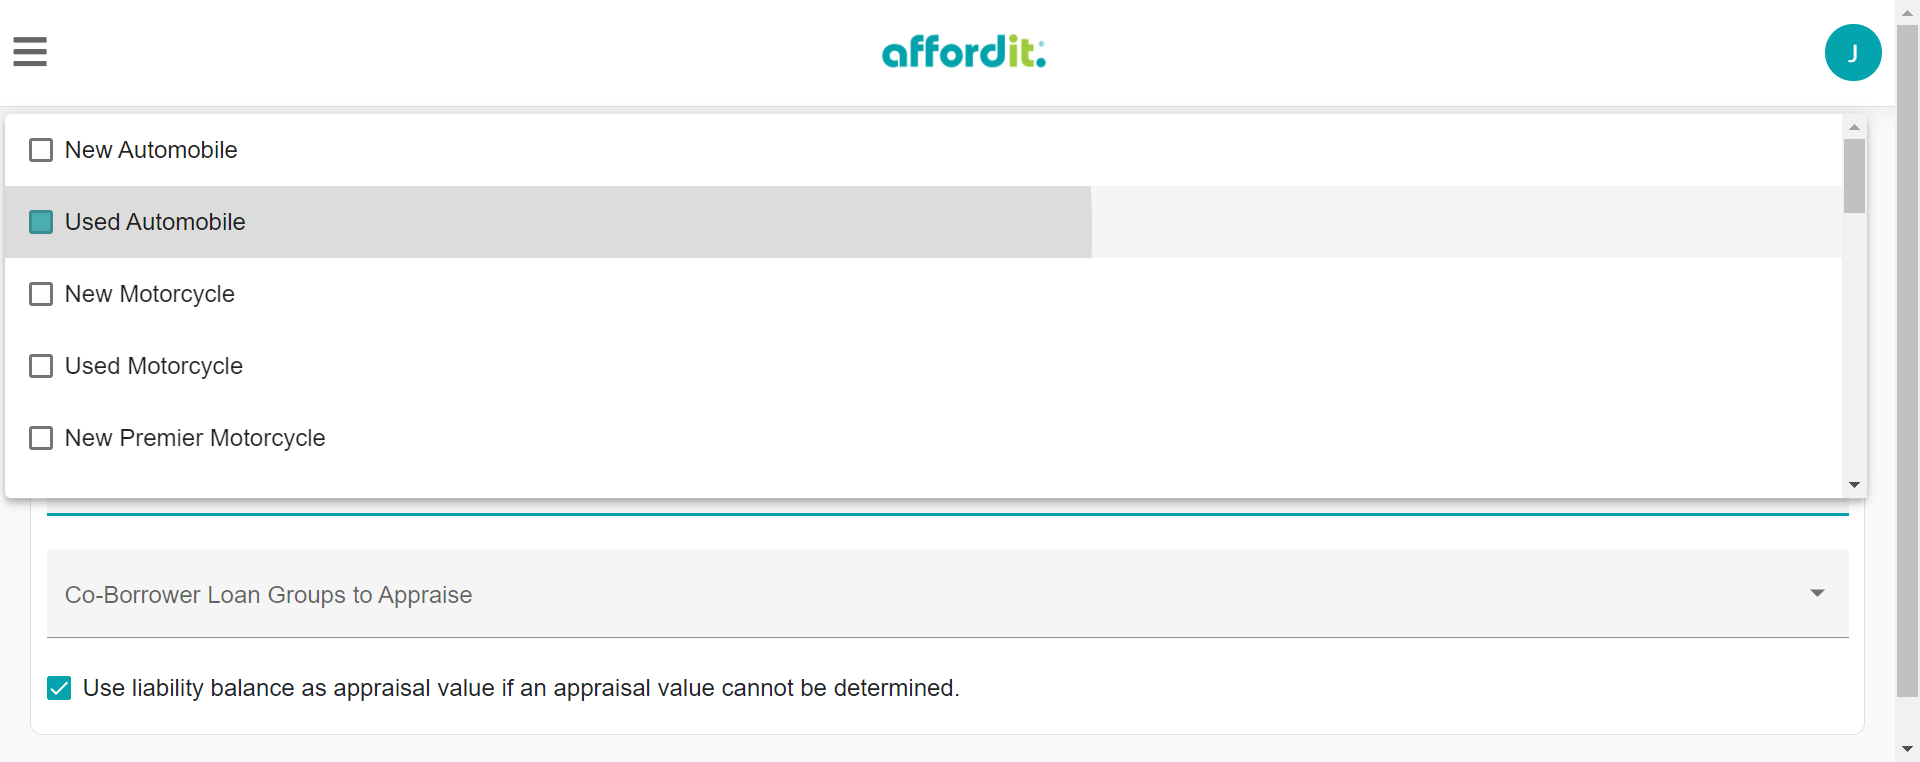 affordit:
J
New Automobile
Used Automobile
New Motorcycle
Used Motorcycle
New Premier Motorcycle
Co-Borrower Loan Groups to Appraise
Use liability balance as appraisal value if an appraisal value cannot be determined.